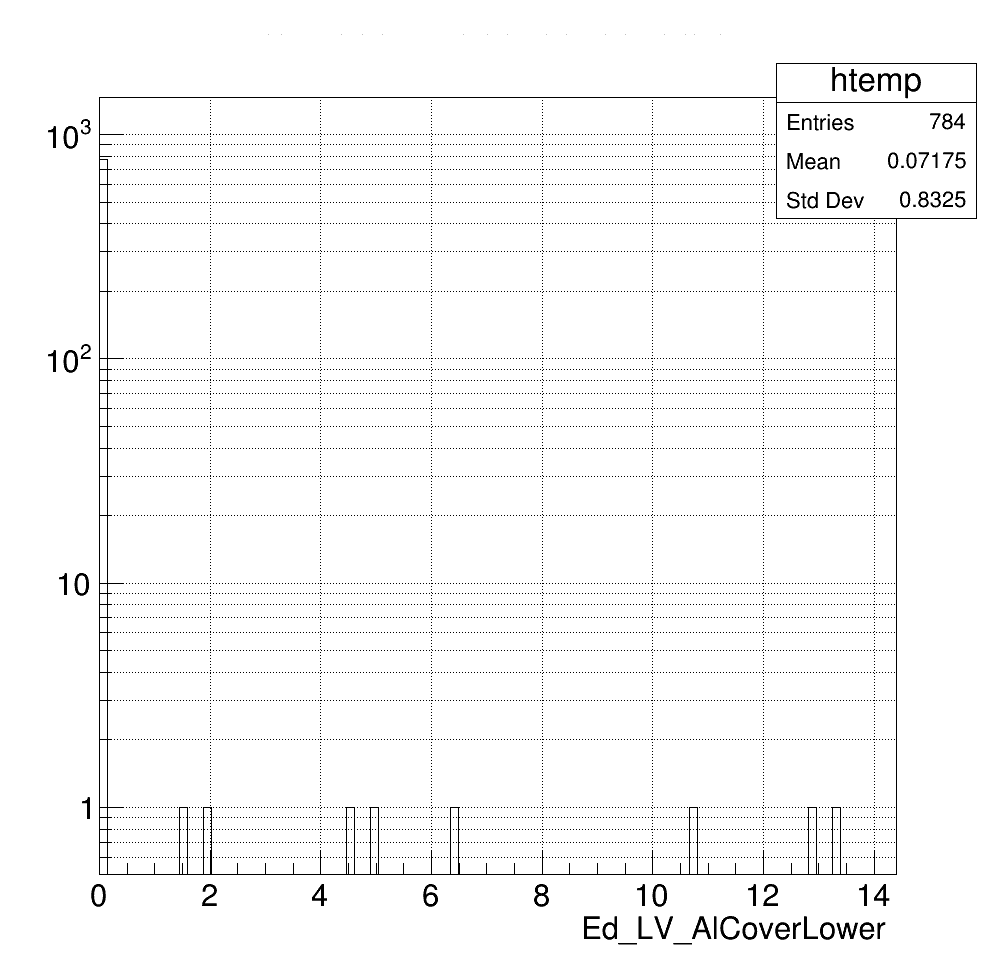 htemp
Entries 784
Mean 0.07175
Std Dev 0.8325
10³
10²
10
1
0 2 4 6 8 10 12 14
Ed_LV_AlCoverLower